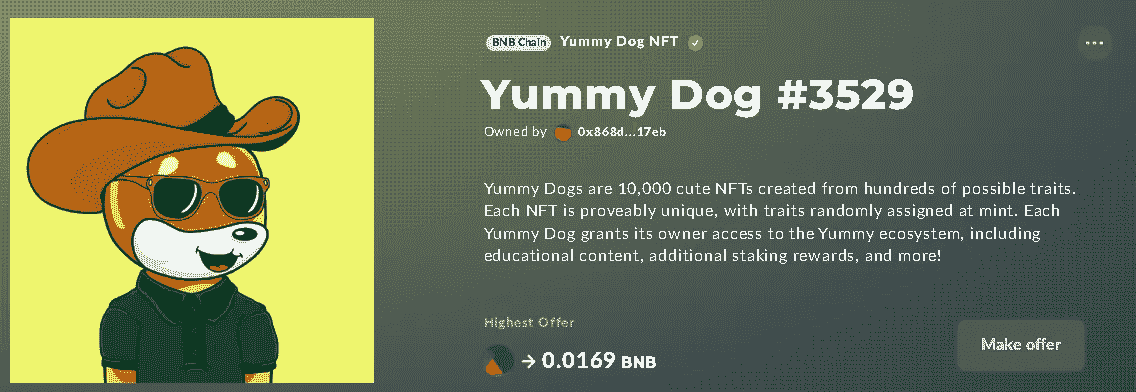 BNB Chain Yummy Dog NFT
Yummy Dog #3529
Owned by 0x868d...17eb
Yummy Dogs are 10,000 cute NFTs created from hundreds of possible traits.
Each NFT is proveably unique, with traits randomly assigned at mint. Each
Yummy Dog grants its owner access to the Yummy ecosystem, including
educational content, additional staking rewards, and more!
Highest Offer
→ 0.0169 BNB
Make offer